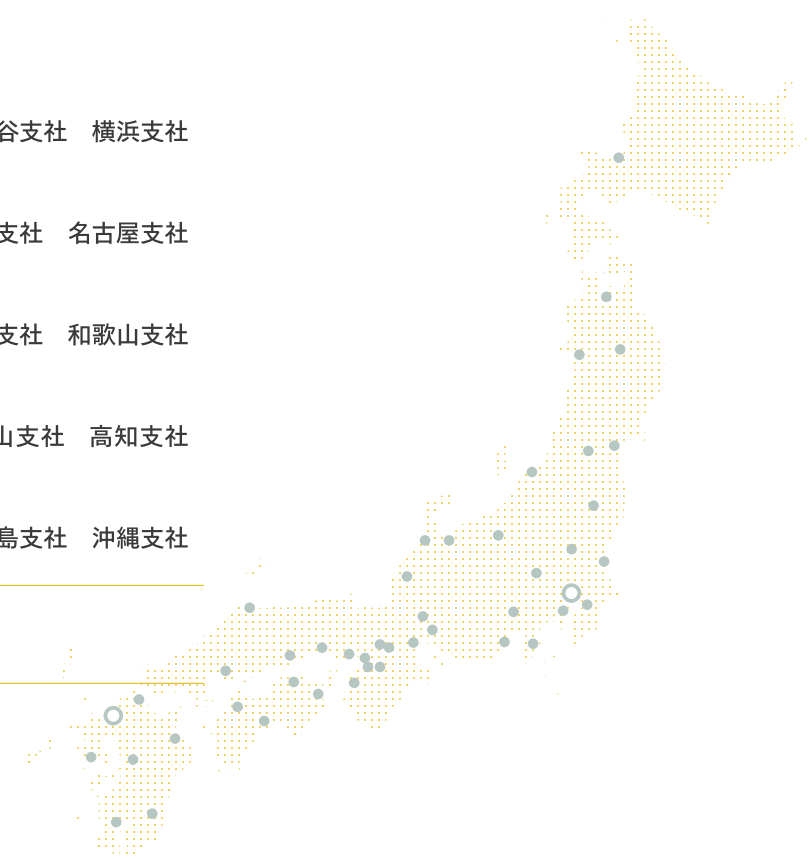 谷支社　横浜支社
支社　名古屋支社
支社　和歌山支社
山支社　高知支社
島支社　沖縄支社